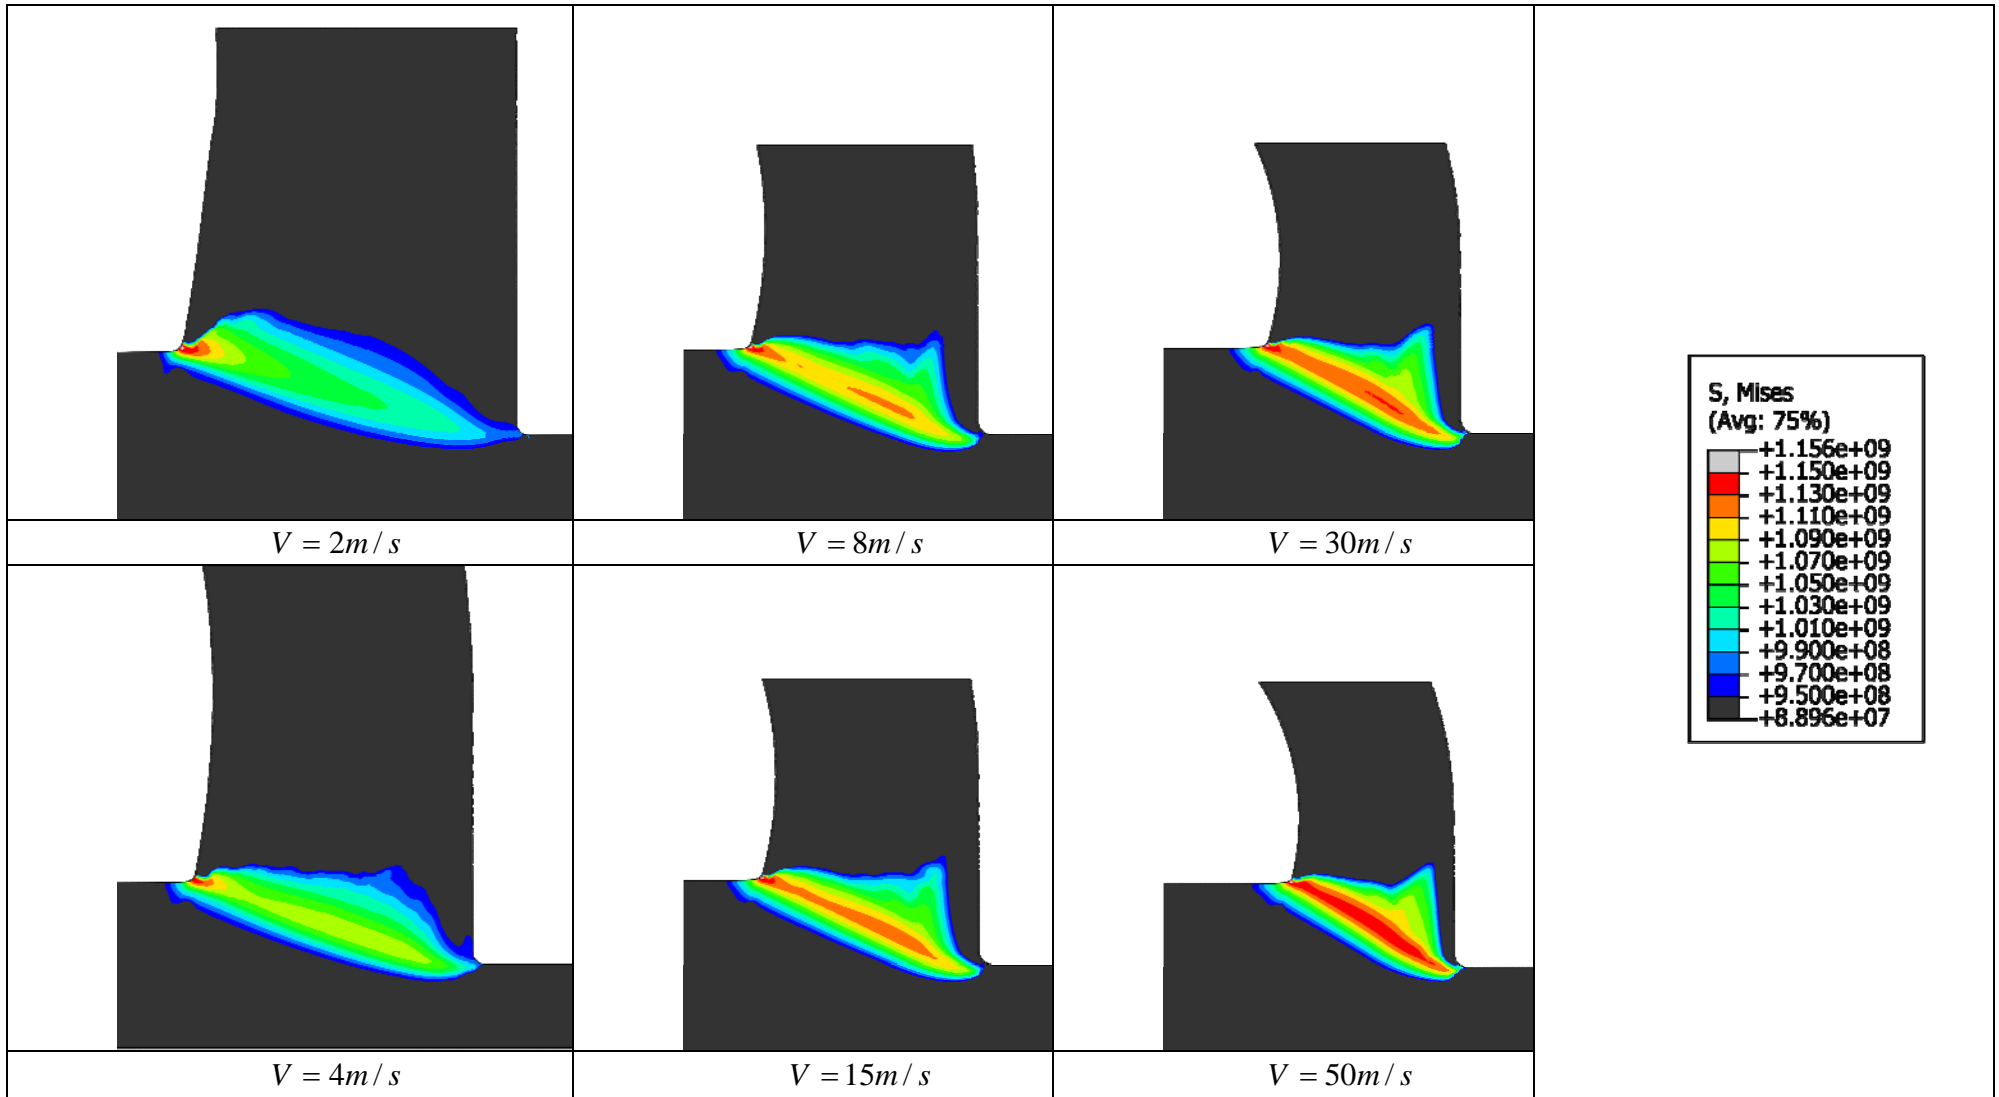 V = 2m / s
V = 8m / s
V = 30m / s
S, Mises
(Avg: 75%)
+1.156e+09
+1.150e+09
+1.130e+09
+1.110e+09
+1.090e+09
+1.070e+09
+1.050e+09
+1.030e+09
+1.010e+09
+9.900e+08
+9.700e+08
+9.500e+08
+8.896e+07
V = 4m / s
V = 15m / s
V = 50m / s